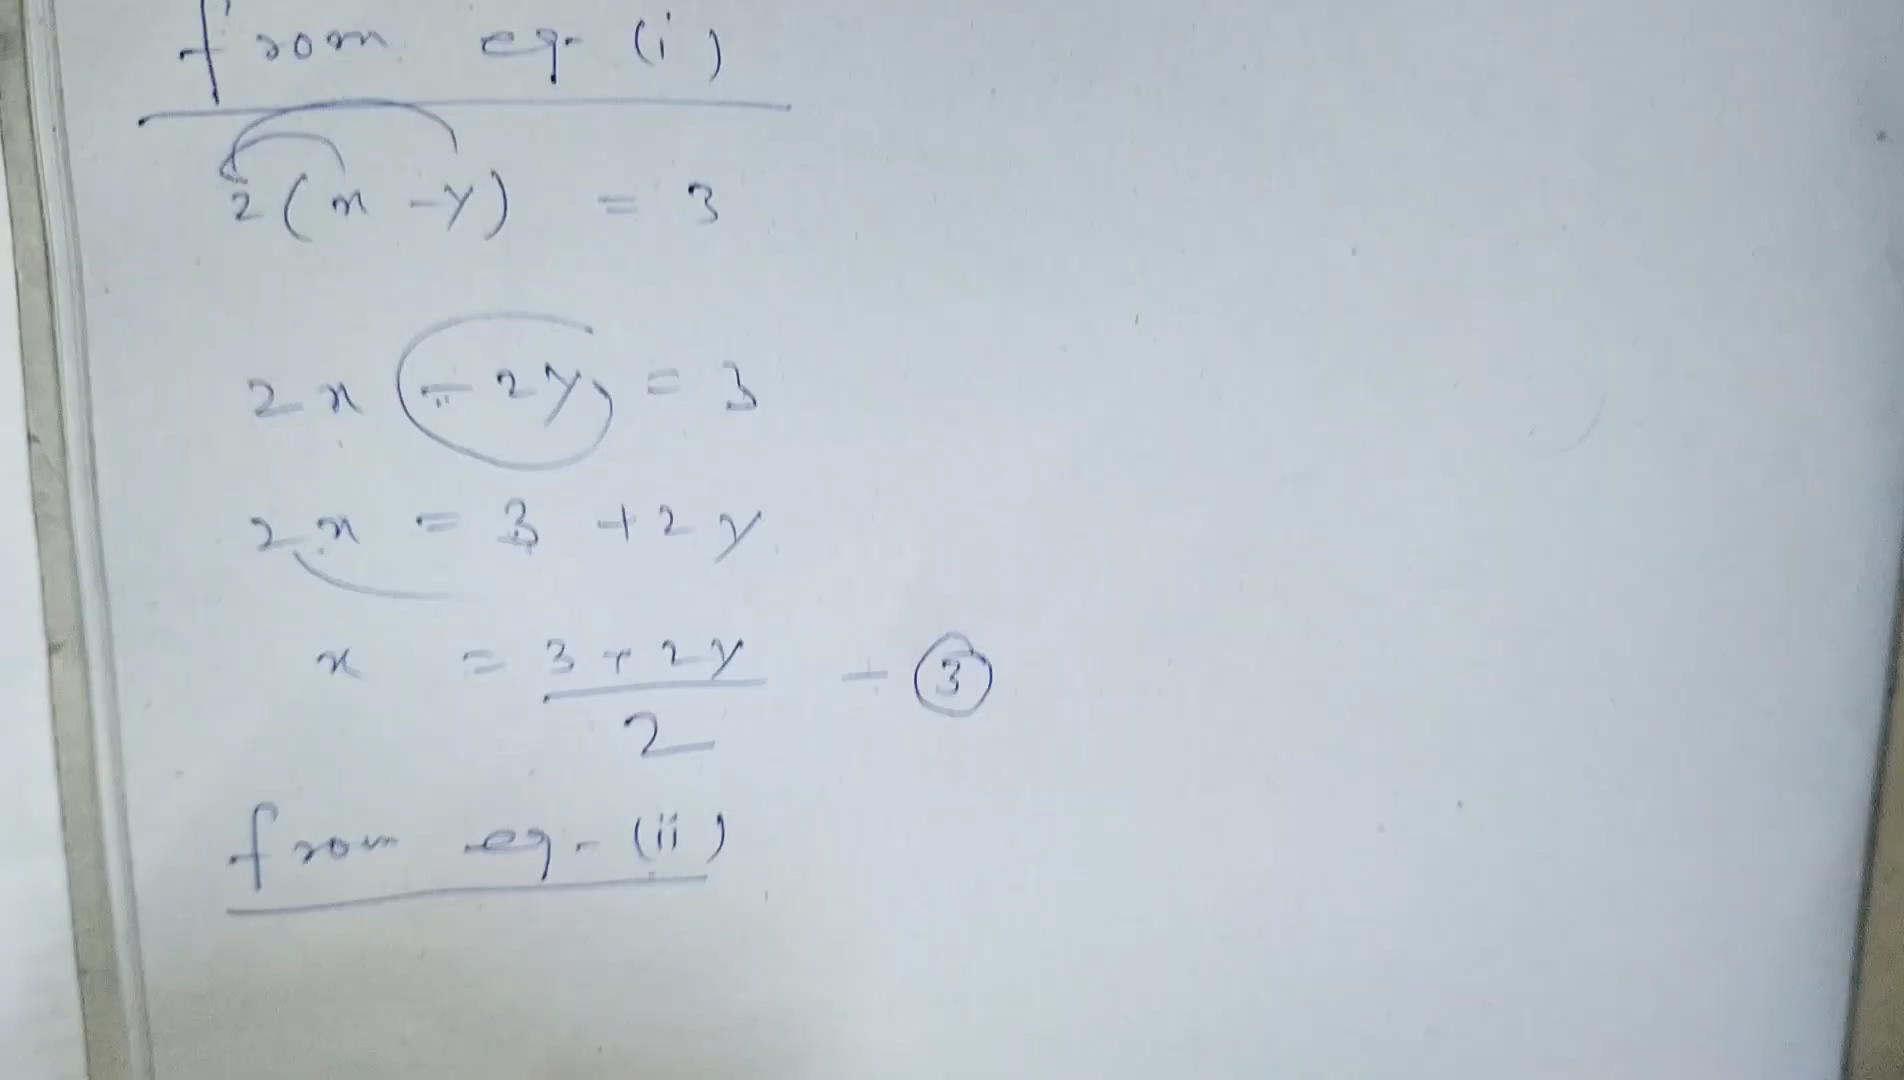 from eq- (i)
2(x - y) = 3
2x - 2y = 3
2x = 3 + 2y
x = 3 + 2y - 3
2
from eq- (ii)